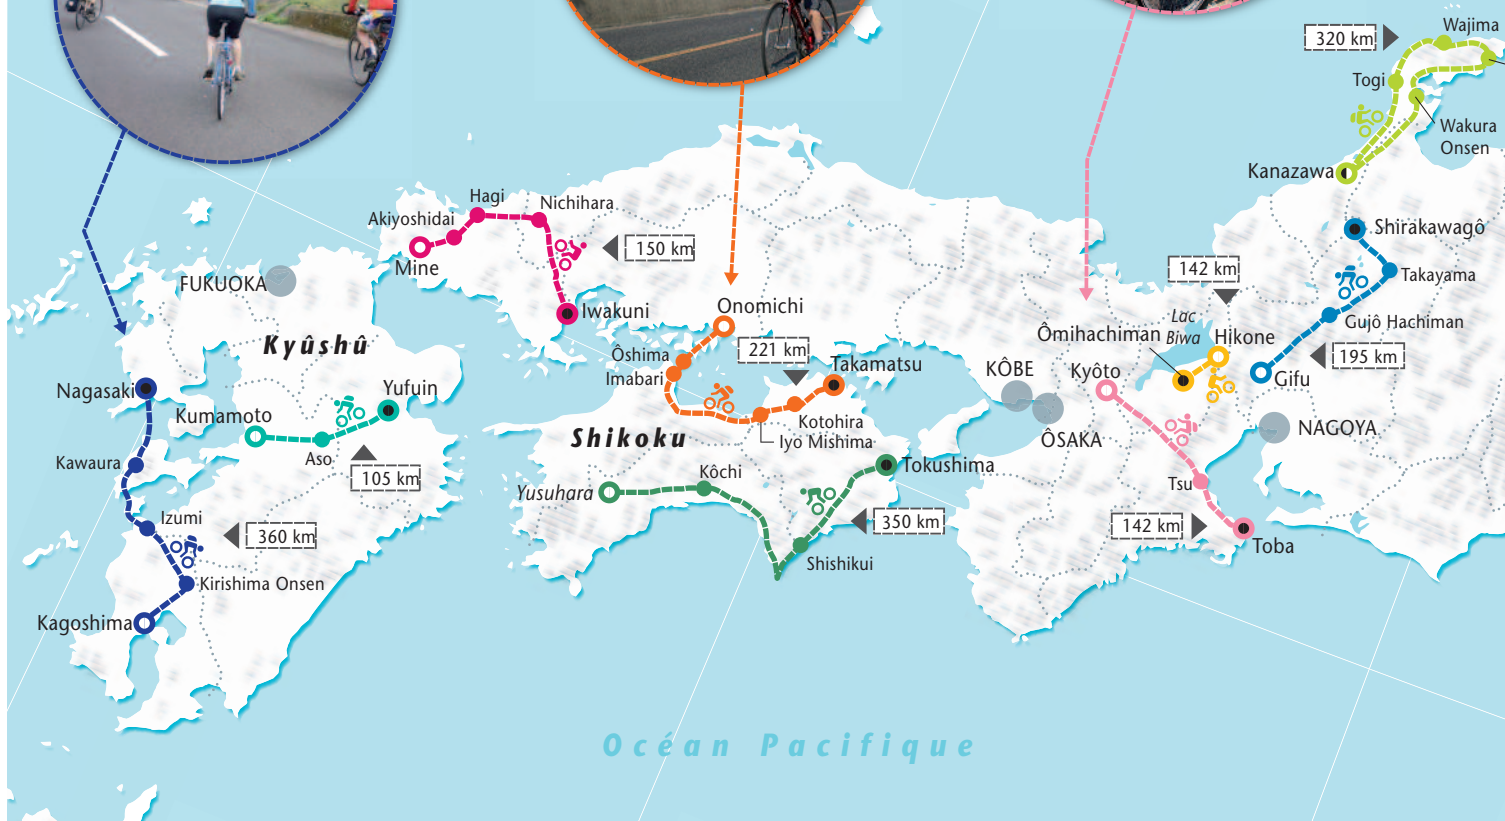 Wajima
320 km
Togi
Wakura
Onsen
Kanazawa
Hagi
Nichihara
Akiyoshidai
Mine
150 km
Iwakuni
Shirakawagô
Takayama
142 km
Gujô Hachiman
195 km
Gifu
FUKUOKA
Kyûshû
Onomichi
Ôshima
Imabari
221 km
Takamatsu
Kotohira
Iyo Mishima
Ômihachiman
Lac
Biwa
Hikone
KÔBE
Kyôto
ÔSAKA
NAGOYA
Nagasaki
Yufuin
Kumamoto
Aso
105 km
Kawaura
Shikoku
Yusuhara
Kôchi
Tokushima
350 km
Shishikui
Tsu
142 km
Toba
Izumi
360 km
Kirishima Onsen
Kagoshima
Océan Pacifique